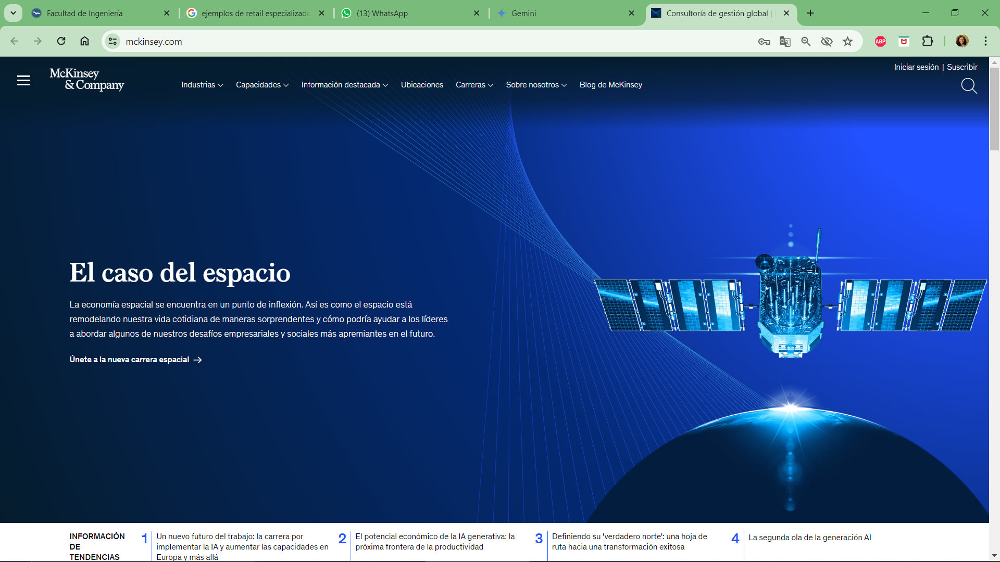 Facultad de Ingeniería
ejemplos de retail especializado
(13) WhatsApp
Gemini
Consultoría de gestión global |
mckinsey.com
ABP
Iniciar sesión | Suscribir
McKinsey
& Company
Industrias
Capacidades
Información destacada
Ubicaciones
Carreras
Sobre nosotros
Blog de McKinsey
El caso del espacio
La economía espacial se encuentra en un punto de inflexión. Así es como el espacio está
remodelando nuestra vida cotidiana de maneras sorprendentes y cómo podría ayudar a los líderes
a abordar algunos de nuestros desafíos empresariales y sociales más apremiantes en el futuro.
Únete a la nueva carrera espacial
INFORMACIÓN
DE
TENDENCIAS
1
Un nuevo futuro del trabajo: la carrera por
implementar la IA y aumentar las capacidades en
Europa y más allá
2
El potencial económico de la IA generativa: la
próxima frontera de la productividad
3
Definiendo su 'verdadero norte': una hoja de
ruta hacia una transformación exitosa
4
La segunda ola de la generación AI